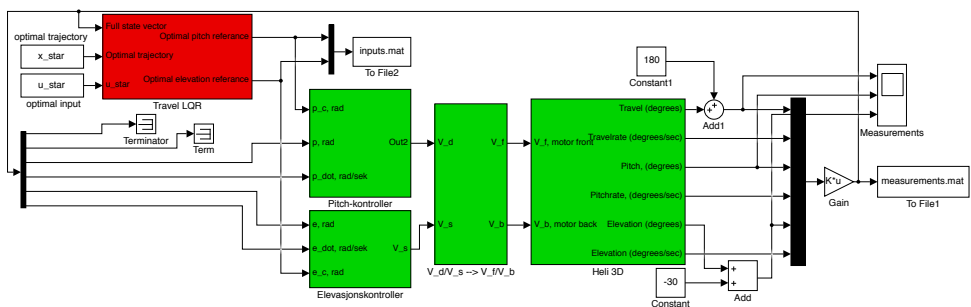 Full state vector
optimal trajectory
x_star
Optimal trajectory
Optimal pitch referance
u_star
u_star
optimal input
Optimal elevation referance
Travel LQR
inputs.mat
To File2
180
Constant1
Add1
Measurements
Terminator
Term
p_c, rad
p, rad
Out2
p_dot, rad/sek
Pitch-kontroller
e, rad
e_dot, rad/sek
V_s
e_c, rad
Elevasjonskontroller
V_d
V_f
V_s
V_b
V_d/V_s --> V_f/V_b
Travel (degrees)
Travelrate (degrees/sec)
V_f, motor front
Pitch, (degrees)
Pitchrate, (degrees/sec)
V_b, motor back
Elevation (degrees)
Elevation (degrees/sec)
Heli 3D
-30
Constant
Add
K*u
Gain
measurements.mat
To File1